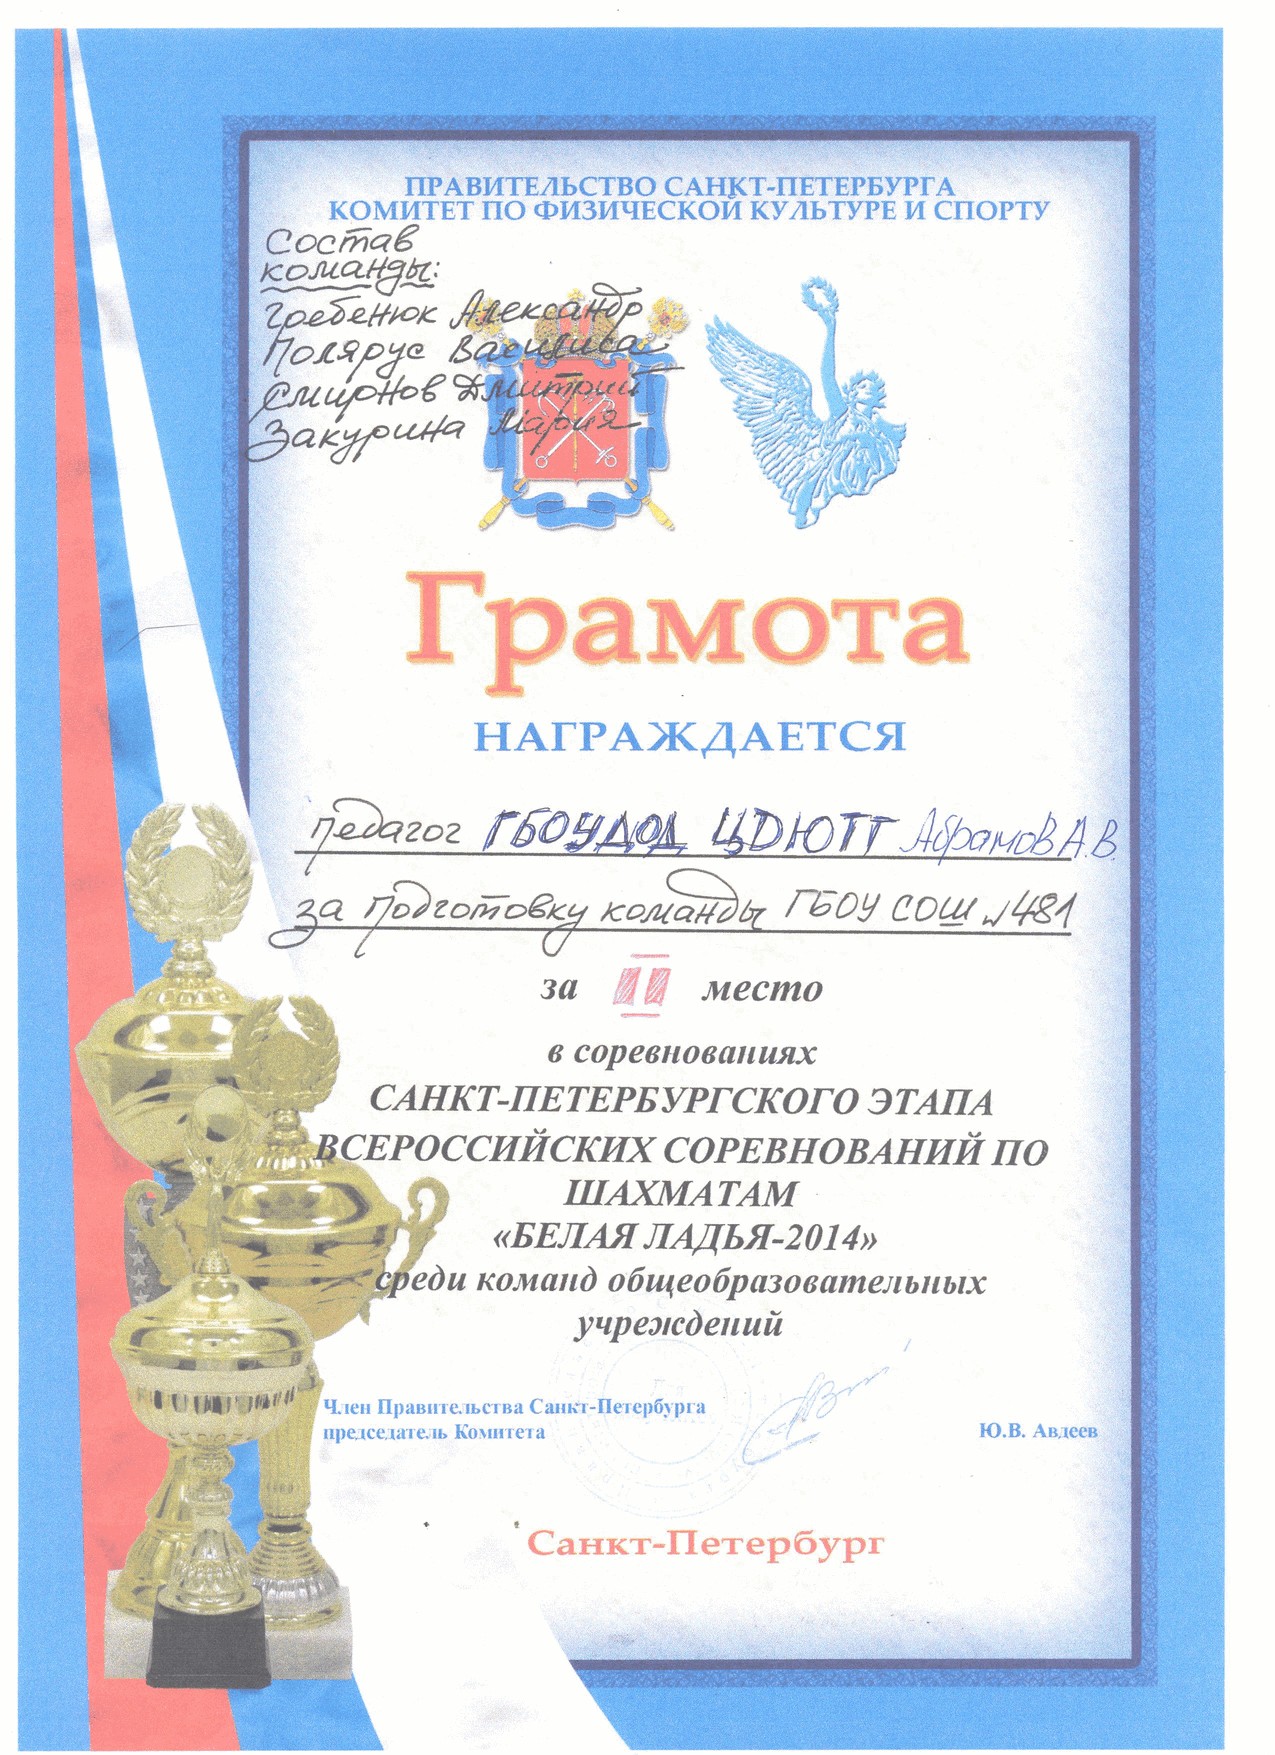 ПРАВИТЕЛЬСТВО САНКТ-ПЕТЕРБУРГА
КОМИТЕТ ПО ФИЗИЧЕСКОЙ КУЛЬТУРЕ И СПОРТУ
Состав
команды:
Гребенюк Александр
Полярус Василиса
Смирнов Дмитрий
Закурина Мария
Грамота
НАГРАЖДАЕТСЯ
педагог ГБОУДОД ЦДЮТТ Абрамов А.В.
за подготовку команды ГБОУ СОШ №481
за II место
в соревнованиях
САНКТ-ПЕТЕРБУРГСКОГО ЭТАПА
ВСЕРОССИЙСКИХ СОРЕВНОВАНИЙ ПО
ШАХМАТАМ
«БЕЛАЯ ЛАДЬЯ-2014»
среди команд общеобразовательных
учреждений
Член Правительства Санкт-Петербурга
председатель Комитета
Ю.В. Авдеев
Санкт-Петербург